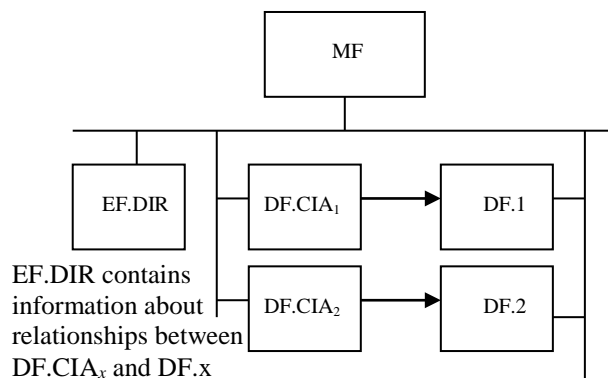 MF
EF.DIR
DF.CIA₁
DF.1
DF.CIA₂
DF.2
EF.DIR contains
information about
relationships between
DF.CIAₓ and DF.x